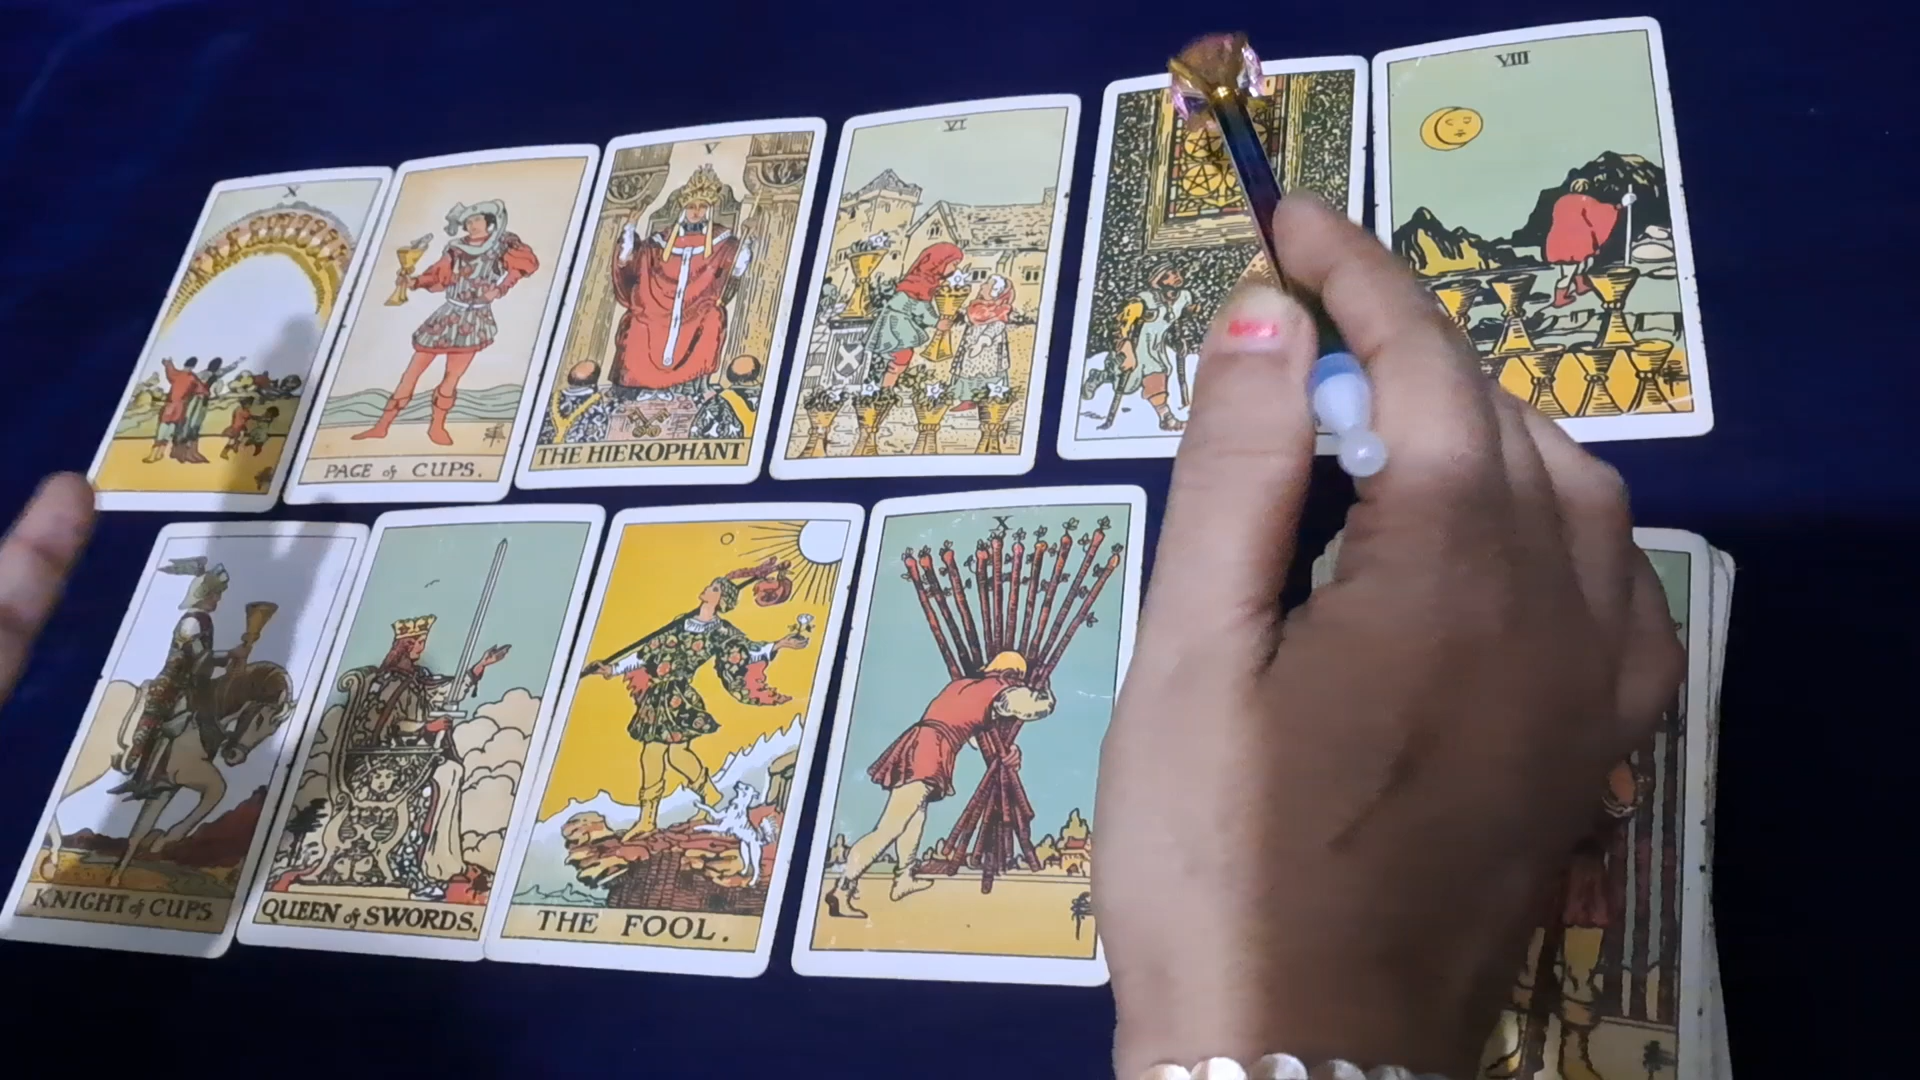 X
PAGE of CUPS.
V
THE HIEROPHANT
VI
VIII
KNIGHT of CUPS
QUEEN of SWORDS.
THE FOOL.
X